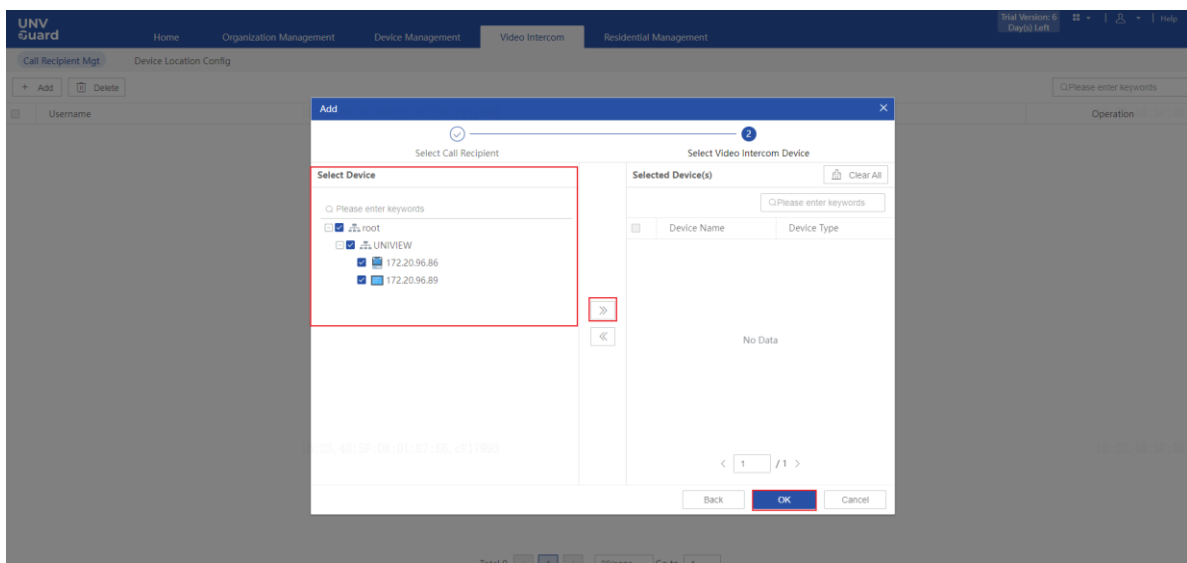 UNV
Guard
Home
Organization Management
Device Management
Video Intercom
Residential Management
Trial Version: 6
Day(s) Left
Help
Call Recipient Mgt
Device Location Config
+ Add
Delete
Please enter keywords
Username
Operation
Add
2
Select Call Recipient
Select Video Intercom Device
Select Device
Selected Device(s)
Clear All
Please enter keywords
Please enter keywords
root
Device Name
Device Type
UNIVIEW
172.20.96.86
172.20.96.89
No Data
< 1 / 1 >
Back
OK
Cancel